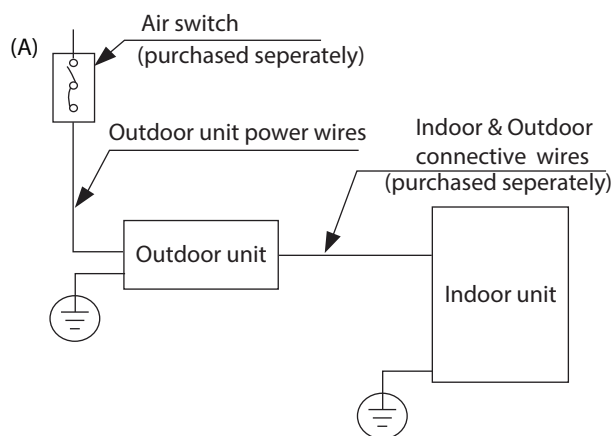 (A)
Air switch
(purchased seperately)
Outdoor unit power wires
Indoor & Outdoor
connective wires
(purchased seperately)
Outdoor unit
Indoor unit